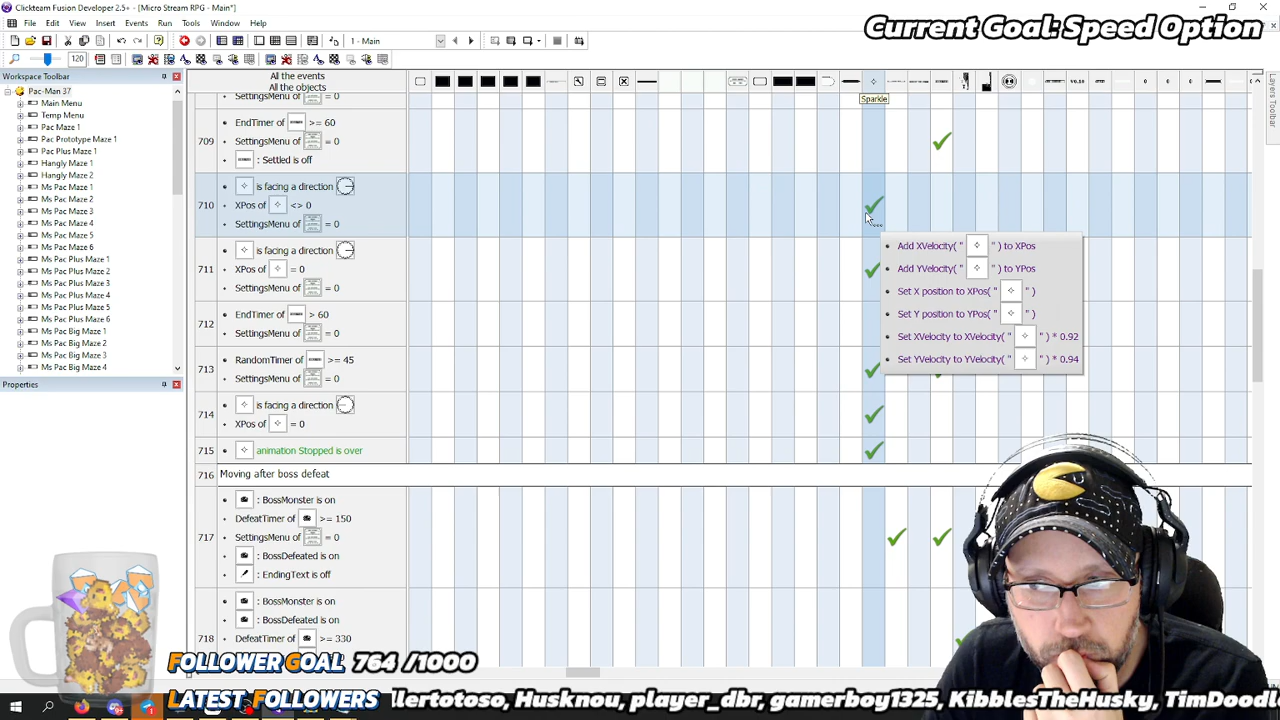 Clickteam Fusion Developer 2.5+ - [Micro Stream RPG - Main*]
File Edit View Insert Events Run Tools Window Help
Current Goal: Speed Option
1 - Main
120
Workspace Toolbar
Pac-Man 37
Main Menu
Temp Menu
Pac Maze 1
Pac Prototype Maze 1
Pac Plus Maze 1
Hangly Maze 1
Hangly Maze 2
Ms Pac Maze 1
Ms Pac Maze 2
Ms Pac Maze 3
Ms Pac Maze 4
Ms Pac Maze 5
Ms Pac Maze 6
Ms Pac Plus Maze 1
Ms Pac Plus Maze 2
Ms Pac Plus Maze 3
Ms Pac Plus Maze 4
Ms Pac Plus Maze 5
Ms Pac Plus Maze 6
Ms Pac Big Maze 1
Ms Pac Big Maze 2
Ms Pac Big Maze 3
Ms Pac Big Maze 4
Properties
Layers Toolbar
All the events
All the objects
Sparkle
SettingsMenu of = 0
709
EndTimer of >= 60
SettingsMenu of = 0
: Settled is off
710
is facing a direction
XPos of <> 0
SettingsMenu of = 0
711
is facing a direction
XPos of = 0
SettingsMenu of = 0
712
EndTimer of > 60
SettingsMenu of = 0
713
RandomTimer of >= 45
SettingsMenu of = 0
714
is facing a direction
XPos of = 0
715
animation Stopped is over
716 Moving after boss defeat
717
: BossMonster is on
DefeatTimer of >= 150
SettingsMenu of = 0
: BossDefeated is on
: EndingText is off
718
: BossMonster is on
: BossDefeated is on
DefeatTimer of >= 330
Add XVelocity( " " ) to XPos
Add YVelocity( " " ) to YPos
Set X position to XPos( " " )
Set Y position to YPos( " " )
Set XVelocity to XVelocity( " " ) * 0.92
Set YVelocity to YVelocity( " " ) * 0.94
Follower Goal 764 /1000
Latest Followers llertotoso, Husknou, player_dbr, gamerboy1325, KibblesTheHusky, TimDoodl